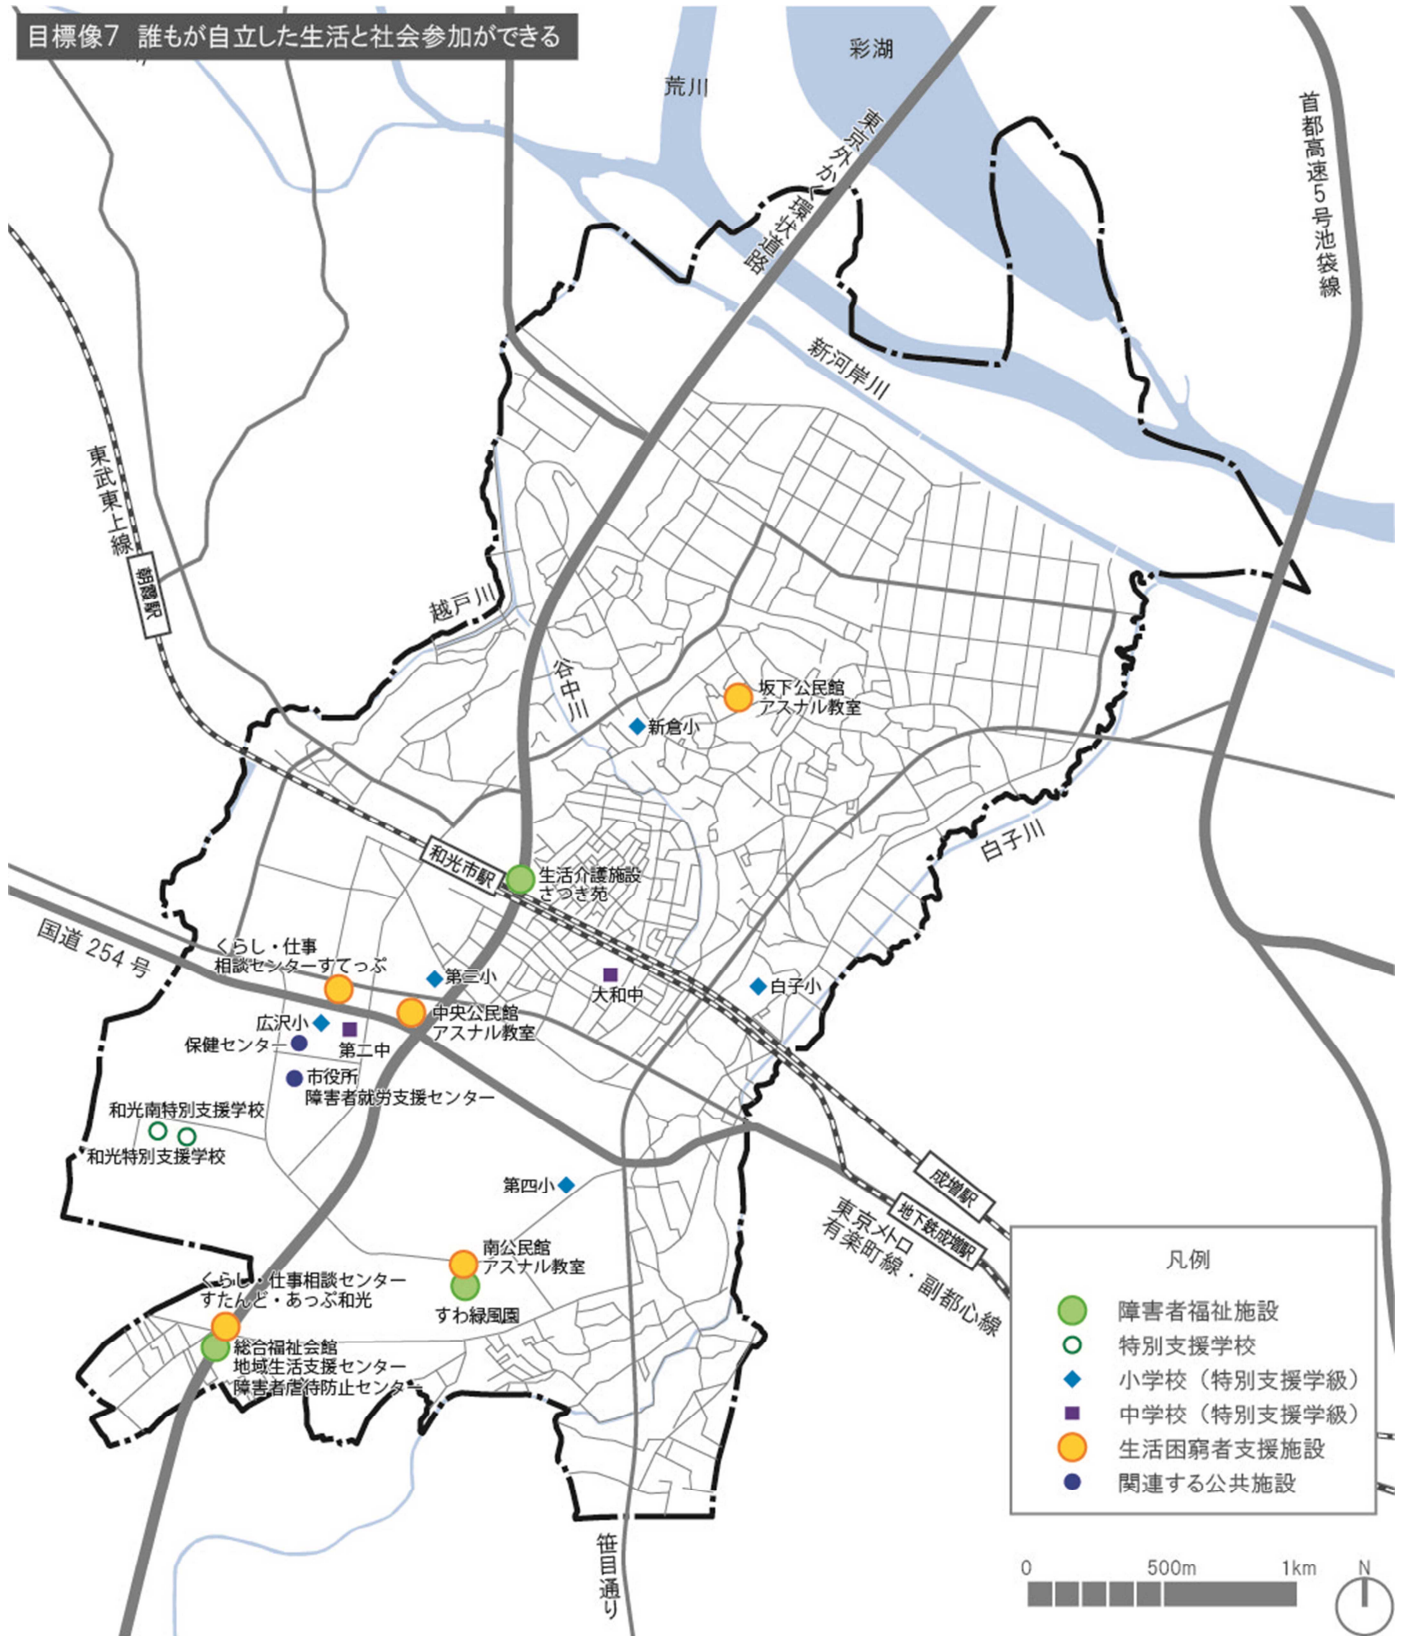 目標像7 誰もが自立した生活と社会参加ができる
彩湖
荒川
東京外かく環状道路
首都高速5号池袋線
新河岸川
東武東上線
朝霞駅
越戸川
谷中川
坂下公民館
アスナル教室
新倉小
白子川
和光市駅
生活介護施設
さつき苑
国道254号
くらし・仕事
相談センターすてっぷ
第三小
大和中
白子小
中央公民館
アスナル教室
広沢小
保健センター
第二中
市役所
障害者就労支援センター
和光南特別支援学校
和光特別支援学校
第四小
成増駅
地下鉄成増駅
東京メトロ
有楽町線・副都心線
南公民館
アスナル教室
すわ緑風園
くらし・仕事相談センター
すたんど・あっぷ和光
総合福祉会館
地域生活支援センター
障害者虐待防止センター
笹目通り
凡例
障害者福祉施設
特別支援学校
小学校（特別支援学級）
中学校（特別支援学級）
生活困窮者支援施設
関連する公共施設
0 500m 1km
N